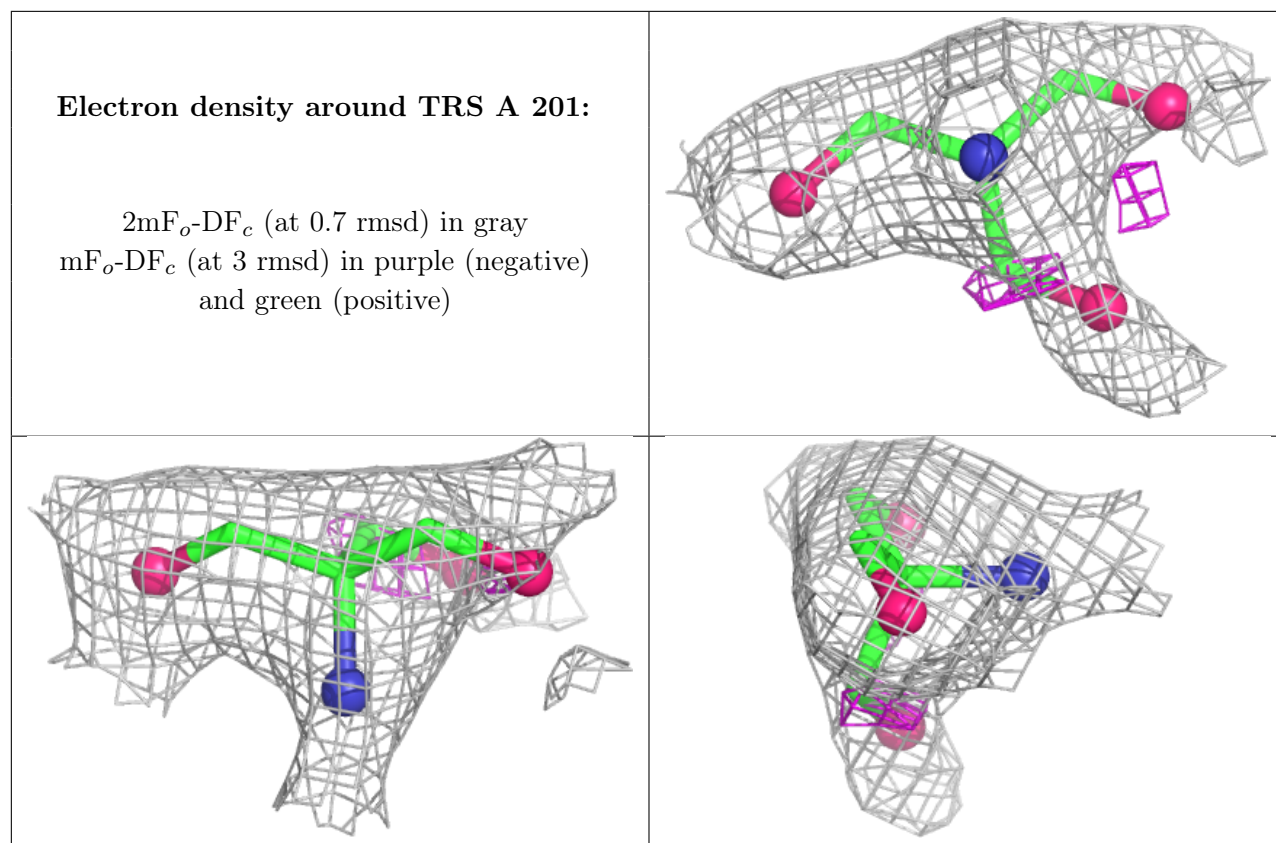 Electron density around TRS A 201:
2mFo-DFc (at 0.7 rmsd) in gray
mFo-DFc (at 3 rmsd) in purple (negative)
and green (positive)